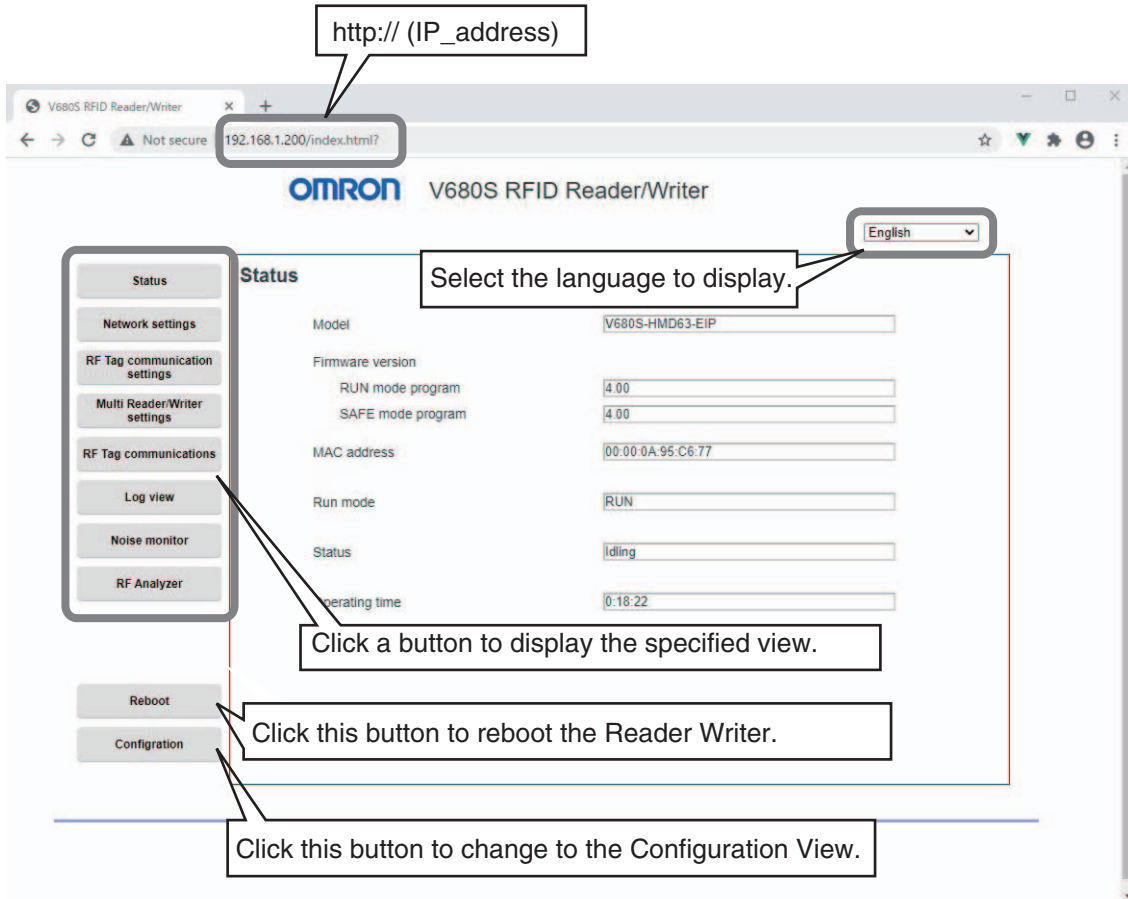 http:// (IP_address)
V680S RFID Reader/Writer
Not secure
192.168.1.200/index.html?
OMRON V680S RFID Reader/Writer
English
Select the language to display.
Status
Network settings
RF Tag communication
settings
Multi Reader/Writer
settings
RF Tag communications
Log view
Noise monitor
RF Analyzer
Status
Model
V680S-HMD63-EIP
Firmware version
RUN mode program
4.00
SAFE mode program
4.00
MAC address
00:00:0A:95:C6:77
Run mode
RUN
Status
Idling
perating time
0:18:22
Click a button to display the specified view.
Reboot
Click this button to reboot the Reader Writer.
Configration
Click this button to change to the Configuration View.